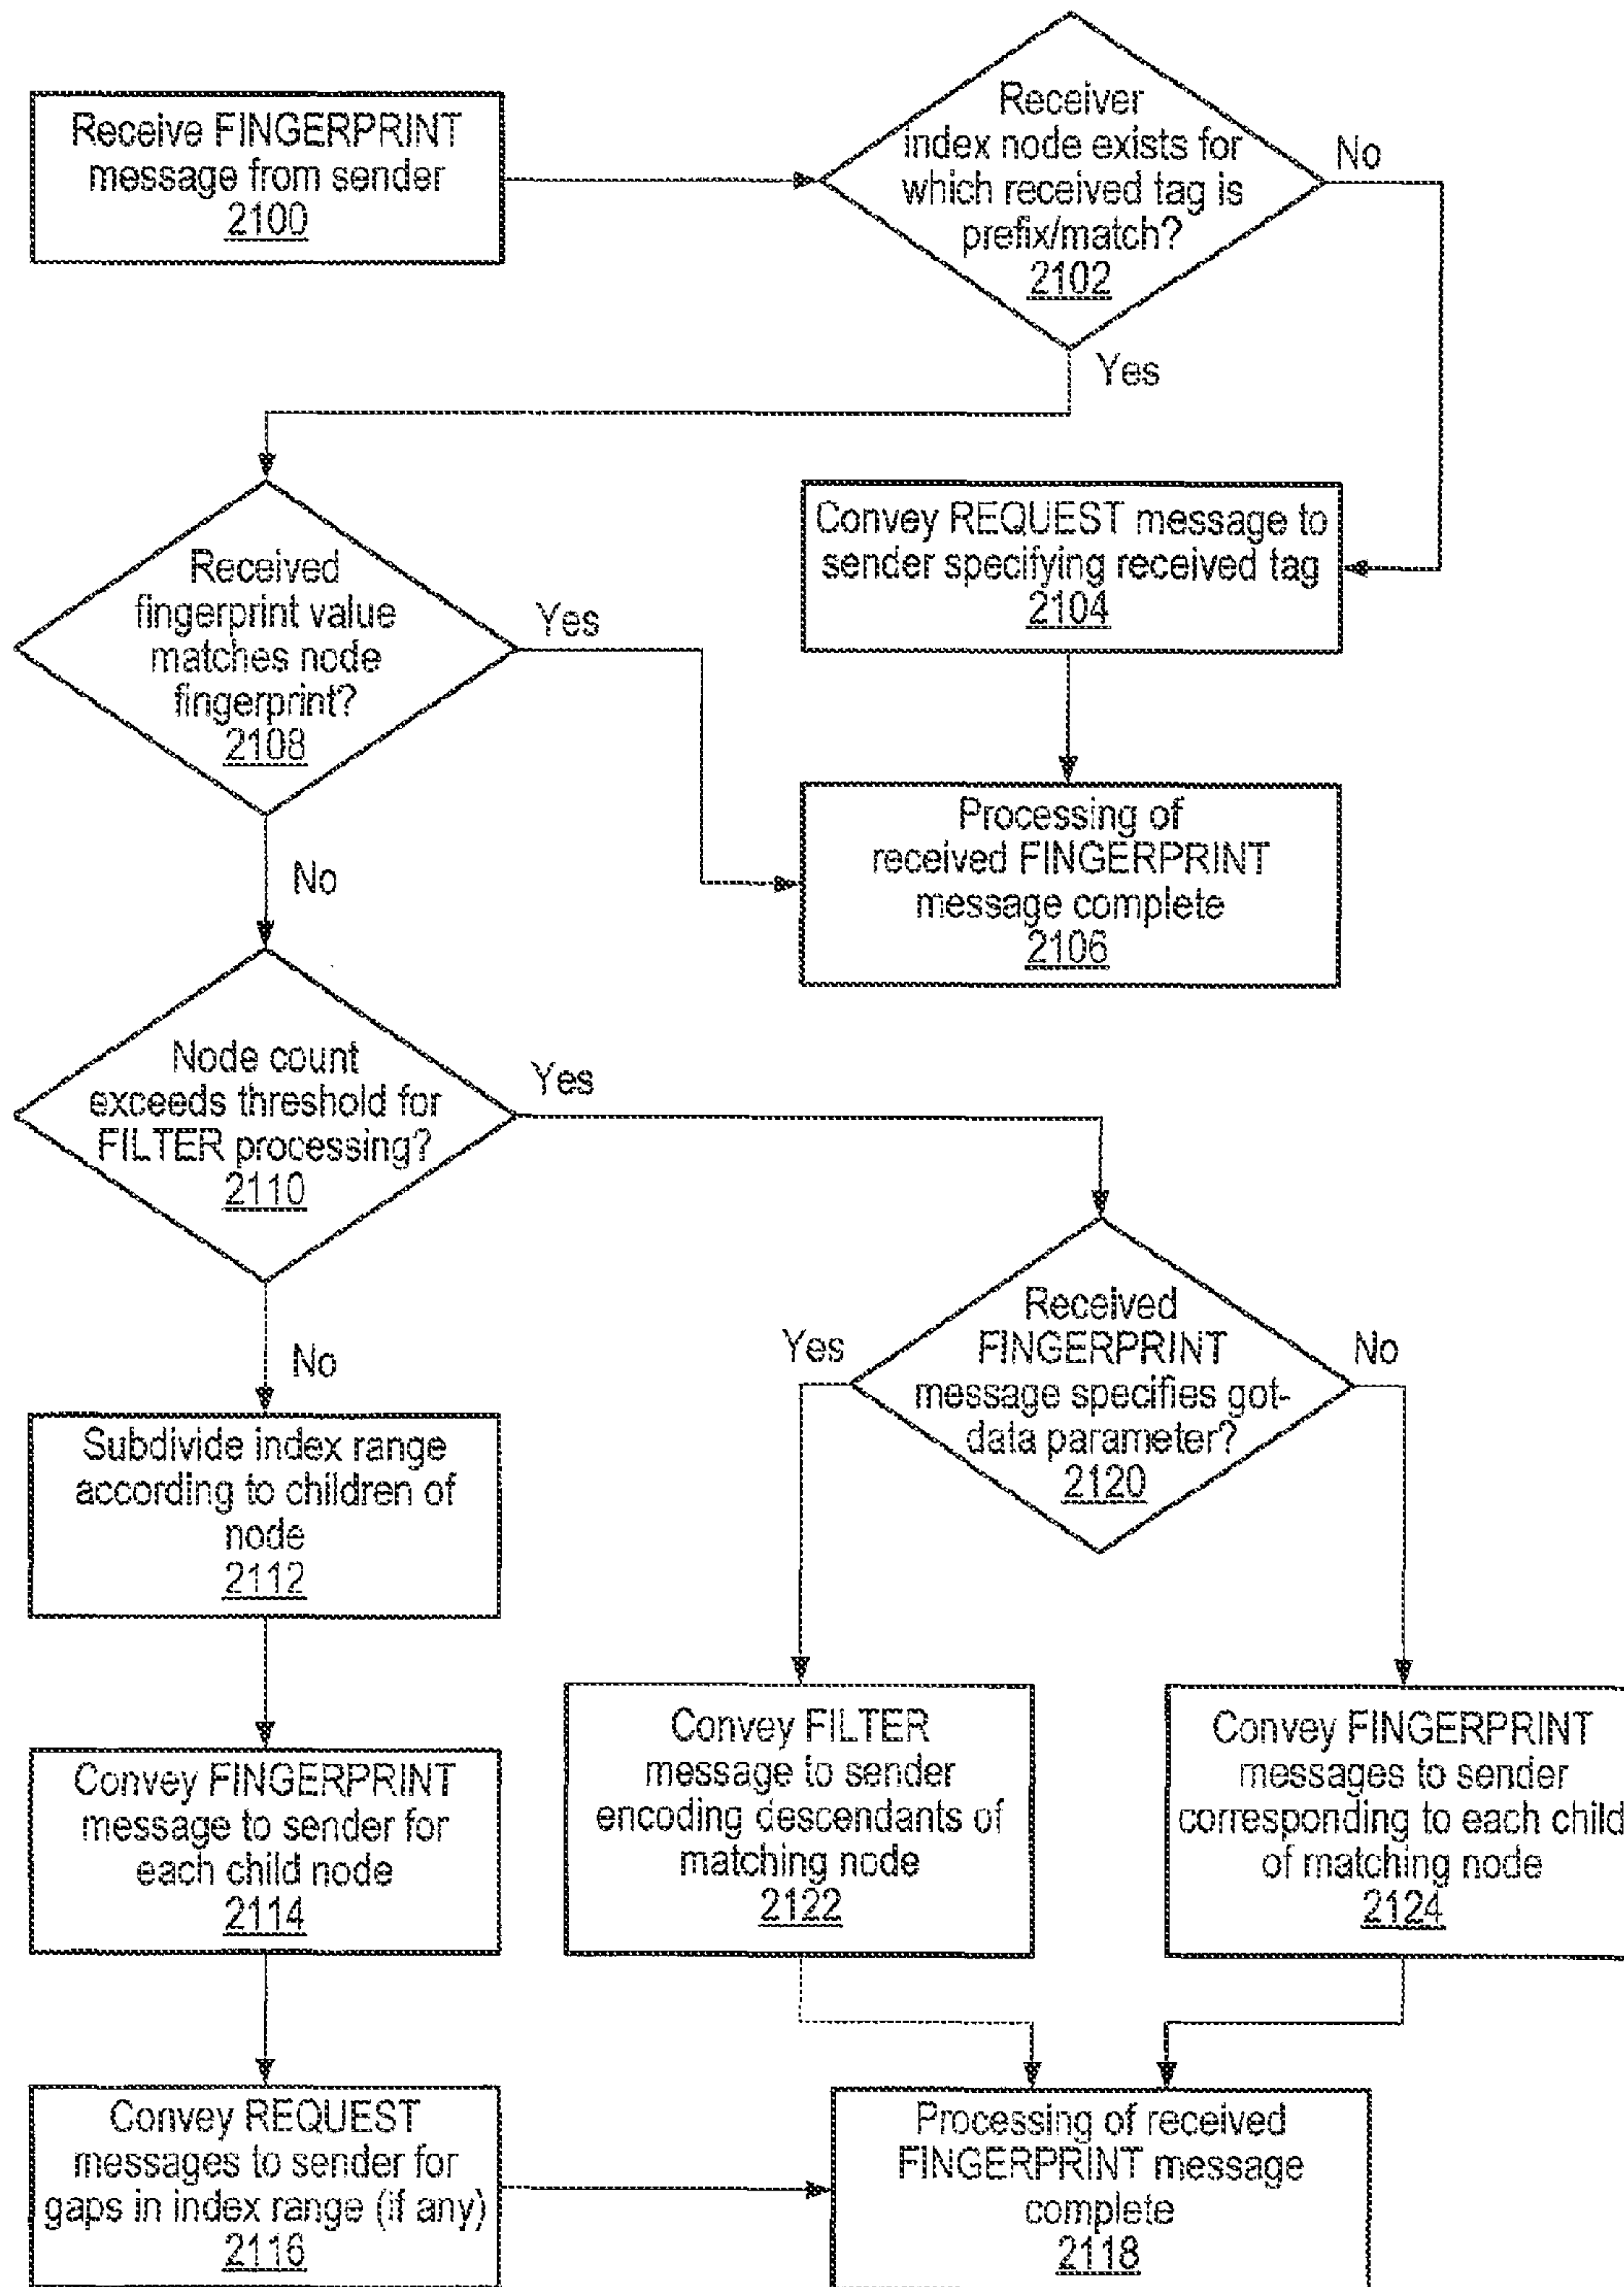 Receive FINGERPRINT
message from sender
2100
Receiver
index node exists for
which received tag is
prefix/match?
2102
No
Yes
Convey REQUEST message to
sender specifying received tag
2104
Received
fingerprint value
matches node
fingerprint?
2108
Yes
Processing of
received FINGERPRINT
message complete
2106
No
Node count
exceeds threshold for
FILTER processing?
2110
Yes
Received
FINGERPRINT
message specifies got-
data parameter?
2120
Yes
No
No
Subdivide index range
according to children of
node
2112
Convey FINGERPRINT
message to sender for
each child node
2114
Convey FILTER
message to sender
encoding descendants of
matching node
2122
Convey FINGERPRINT
messages to sender
corresponding to each child
of matching node
2124
Convey REQUEST
messages to sender for
gaps in index range (if any)
2116
Processing of received
FINGERPRINT message
complete
2118